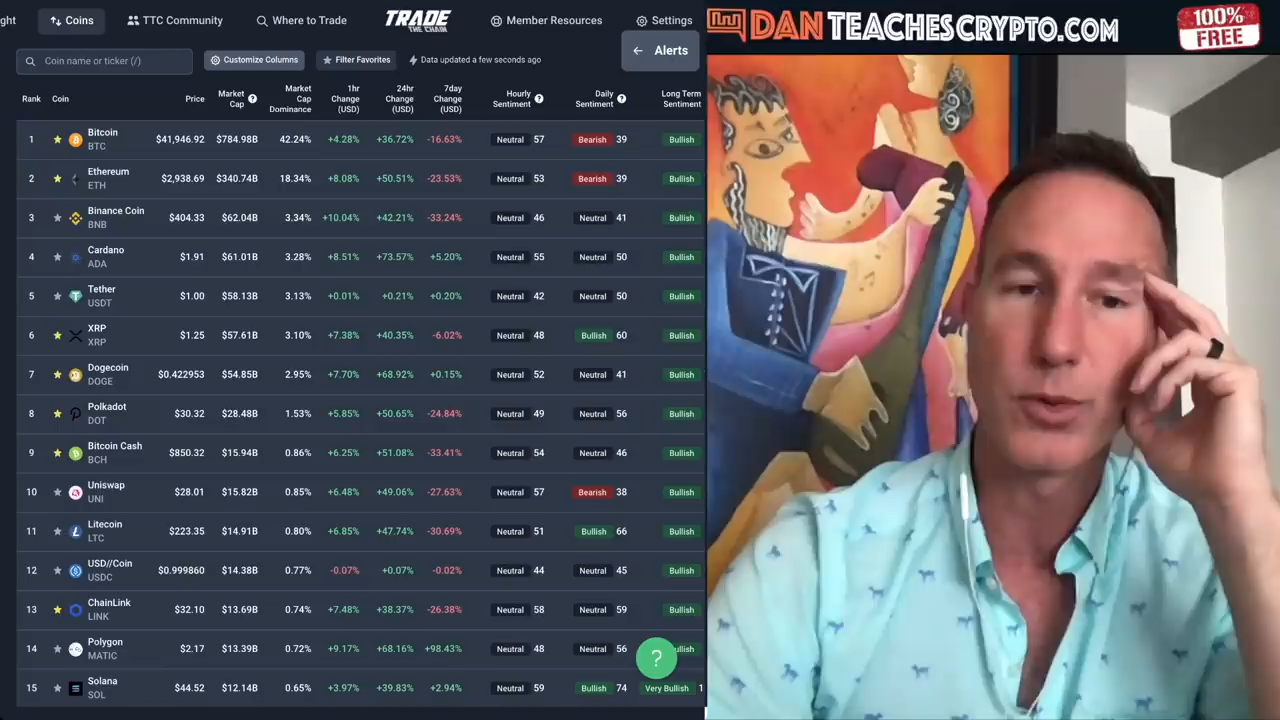 ght
Coins
TTC Community
Where to Trade
TRADE
THE CHAIN
Member Resources
Settings
DANTEACHESCRYPTO.COM
100%
FREE
Coin name or ticker (/)
Customize Columns
Filter Favorites
Data updated a few seconds ago
Alerts
Rank Coin Price Market Cap ? Market Cap Dominance 1hr Change (USD) 24hr Change (USD) 7day Change (USD) Hourly Sentiment ? Daily Sentiment ? Long Term Sentiment
1 Bitcoin BTC $41,946.92 $784.98B 42.24% +4.28% +36.72% -16.63% Neutral 57 Bearish 39 Bullish
2 Ethereum ETH $2,938.69 $340.74B 18.34% +8.08% +50.51% -23.53% Neutral 53 Bearish 39 Bullish
3 Binance Coin BNB $404.33 $62.04B 3.34% +10.04% +42.21% -33.24% Neutral 46 Neutral 41 Bullish
4 Cardano ADA $1.91 $61.01B 3.28% +8.51% +73.57% +5.20% Neutral 55 Neutral 50 Bullish
5 Tether USDT $1.00 $58.13B 3.13% +0.01% +0.21% +0.20% Neutral 42 Neutral 50 Bullish
6 XRP XRP $1.25 $57.61B 3.10% +7.38% +40.35% -6.02% Neutral 48 Bullish 60 Bullish
7 Dogecoin DOGE $0.422953 $54.85B 2.95% +7.70% +68.92% +0.15% Neutral 52 Neutral 41 Bullish
8 Polkadot DOT $30.32 $28.48B 1.53% +5.85% +50.65% -24.84% Neutral 49 Neutral 56 Bullish
9 Bitcoin Cash BCH $850.32 $15.94B 0.86% +6.25% +51.08% -33.41% Neutral 54 Neutral 46 Bullish
10 Uniswap UNI $28.01 $15.82B 0.85% +6.48% +49.06% -27.63% Neutral 57 Bearish 38 Bullish
11 Litecoin LTC $223.35 $14.91B 0.80% +6.85% +47.74% -30.69% Neutral 51 Bullish 66 Bullish
12 USD//Coin USDC $0.999860 $14.38B 0.77% -0.07% +0.07% -0.02% Neutral 44 Neutral 45 Bullish
13 ChainLink LINK $32.10 $13.69B 0.74% +7.48% +38.37% -26.38% Neutral 58 Neutral 59 Bullish
14 Polygon MATIC $2.17 $13.39B 0.72% +9.17% +68.16% +98.43% Neutral 48 Neutral 56 ? ullish
15 Solana SOL $44.52 $12.14B 0.65% +3.97% +39.83% +2.94% Neutral 59 Bullish 74 Very Bullish 1